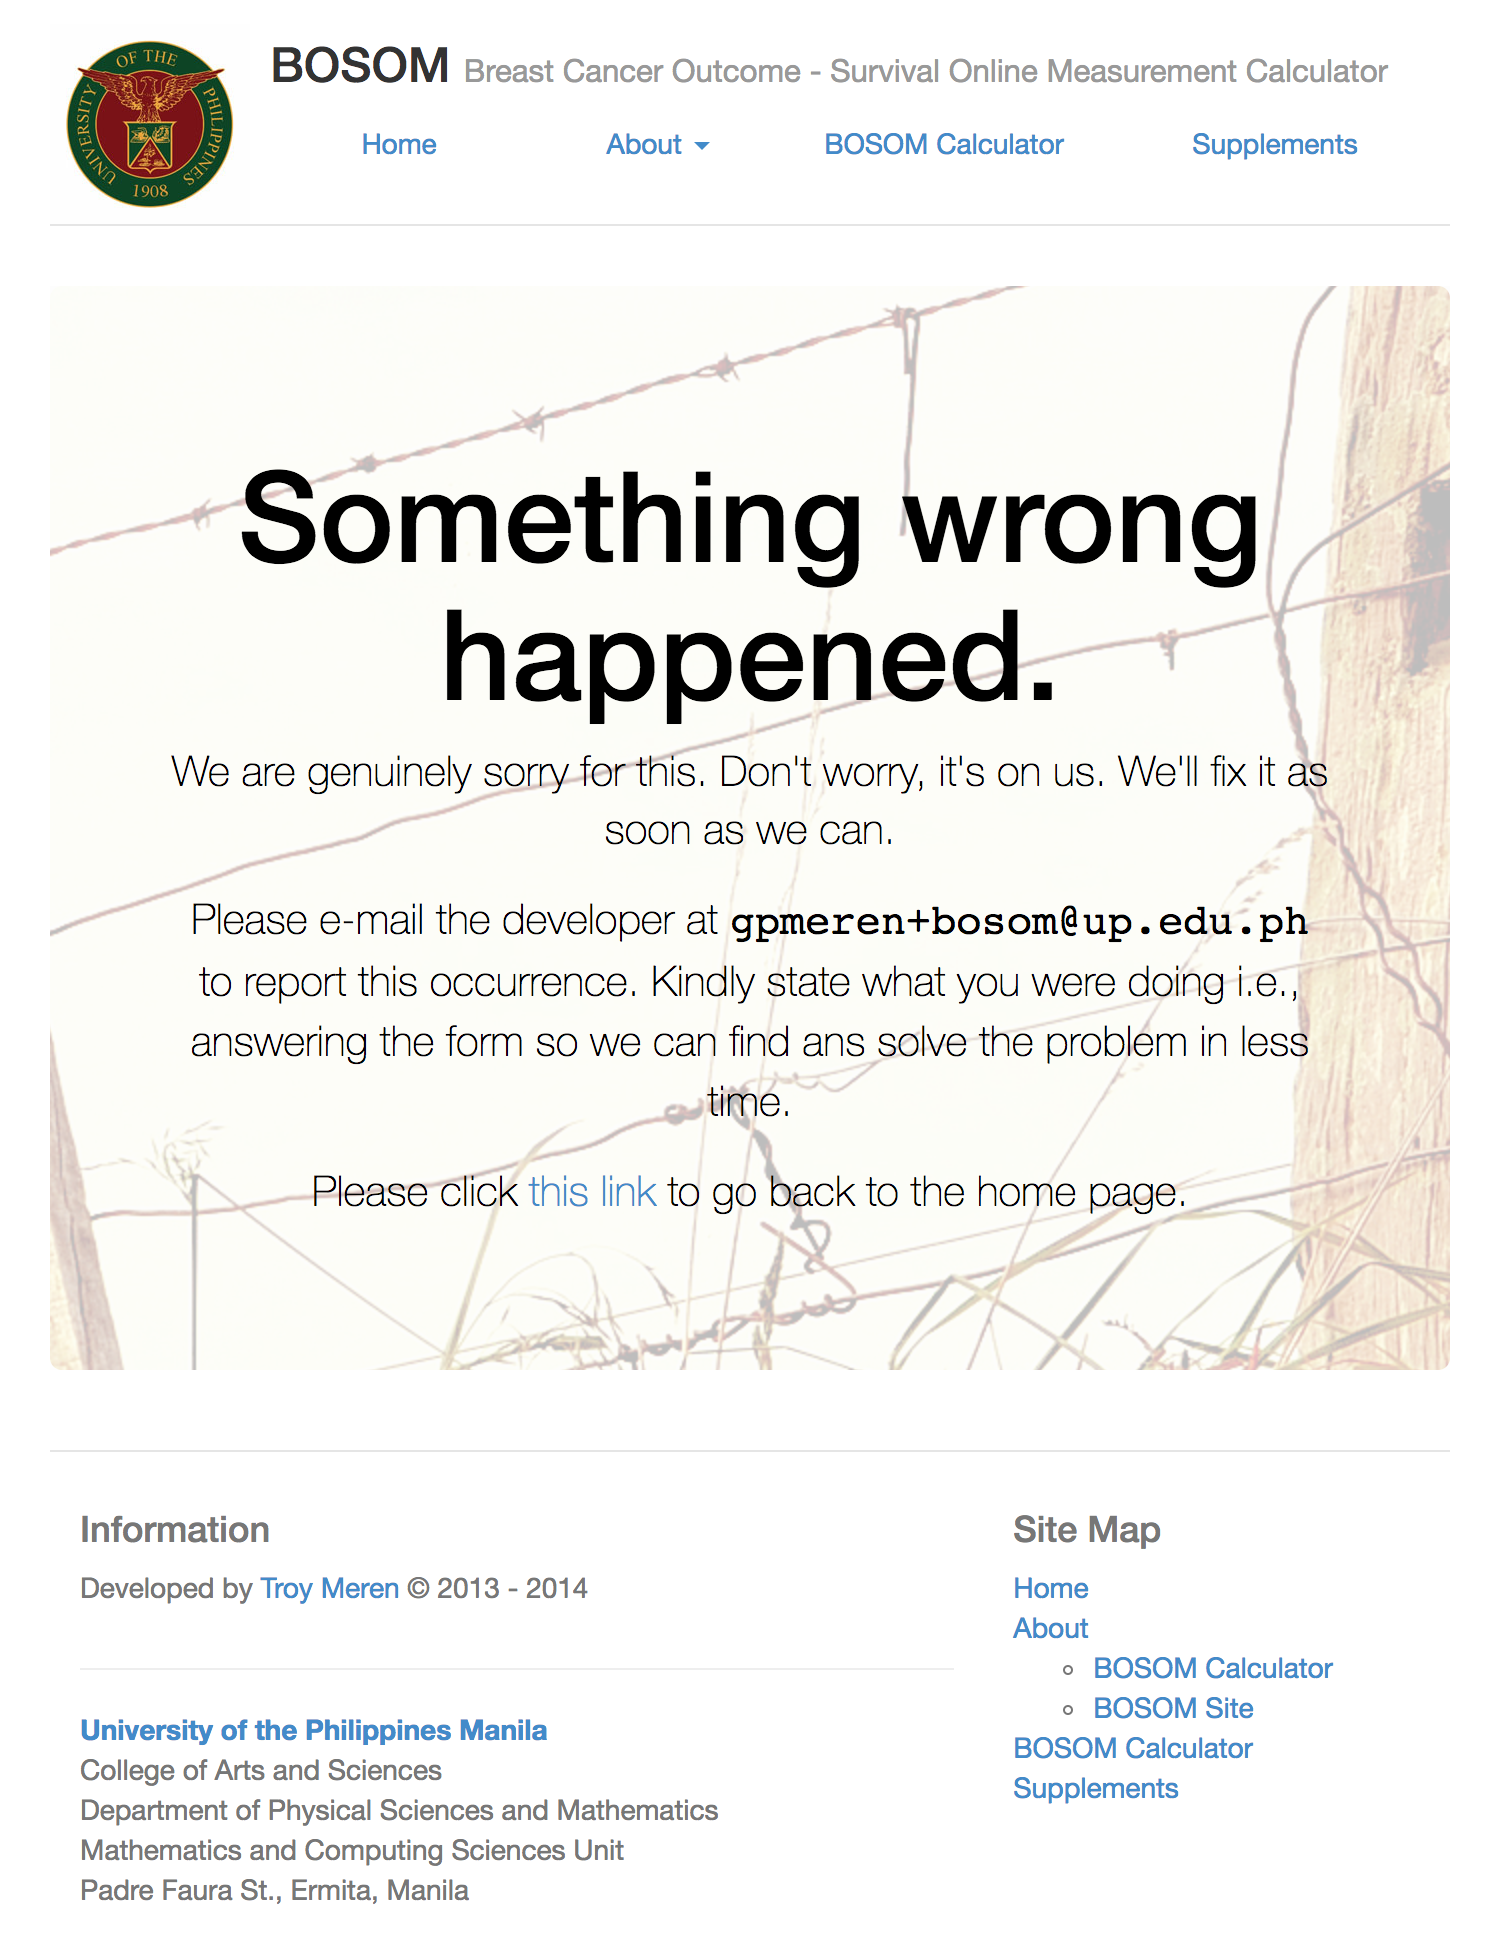 UNIVERSITY OF THE PHILIPPINES
1908
BOSOM Breast Cancer Outcome - Survival Online Measurement Calculator
Home About BOSOM Calculator Supplements
Something wrong
happened.
We are genuinely sorry for this. Don't worry, it's on us. We'll fix it as
soon as we can.
Please e-mail the developer at gpmeren+bosom@up.edu.ph
to report this occurrence. Kindly state what you were doing i.e.,
answering the form so we can find ans solve the problem in less
time.
Please click this link to go back to the home page.
Information
Developed by Troy Meren © 2013 - 2014
University of the Philippines Manila
College of Arts and Sciences
Department of Physical Sciences and Mathematics
Mathematics and Computing Sciences Unit
Padre Faura St., Ermita, Manila
Site Map
Home
About
BOSOM Calculator
BOSOM Site
BOSOM Calculator
Supplements